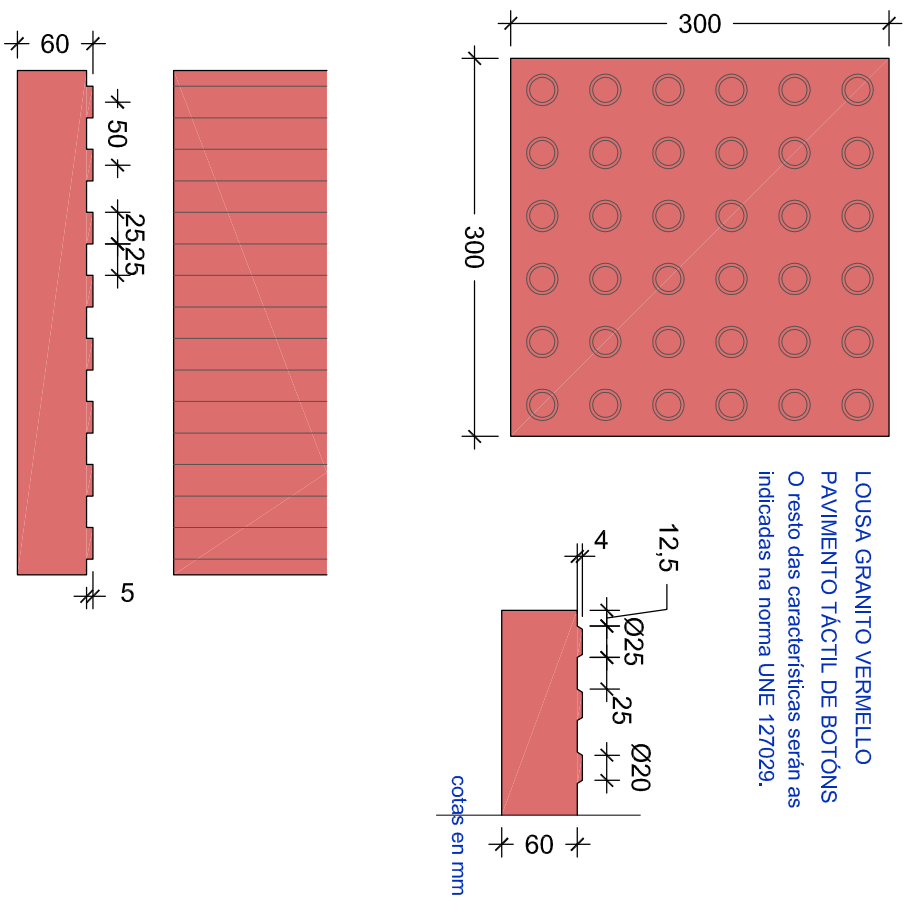 300
300
LOUSA GRANITO VERMELLO
PAVIMENTO TÁCTIL DE BOTÓNS
O resto das características serán as
indicadas na norma UNE 127029.
60
50
25
25
5
4
12,5
Ø25
25
Ø20
60
cotas en mm